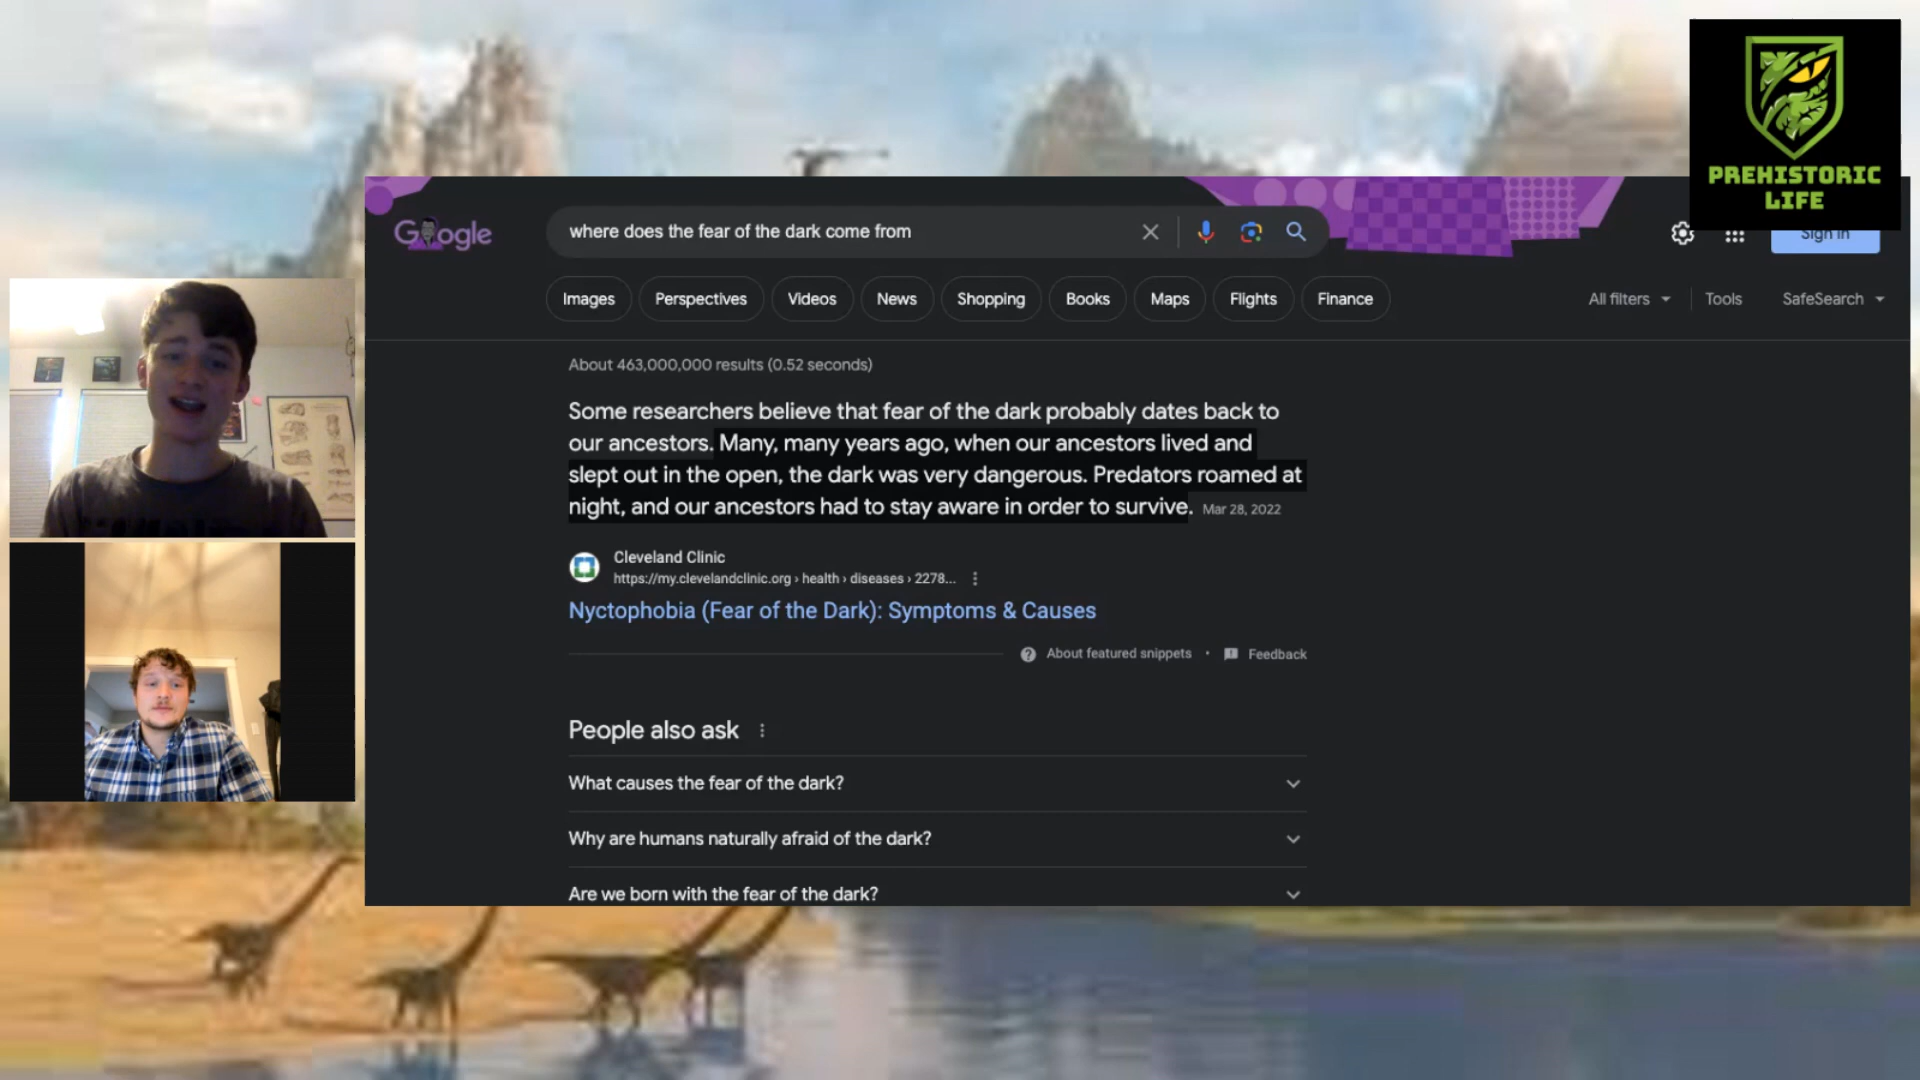 PREHISTORIC
LIFE
Google
where does the fear of the dark come from
Sign in
Images
Perspectives
Videos
News
Shopping
Books
Maps
Flights
Finance
All filters
Tools
SafeSearch
About 463,000,000 results (0.52 seconds)
Some researchers believe that fear of the dark probably dates back to
our ancestors. Many, many years ago, when our ancestors lived and
slept out in the open, the dark was very dangerous. Predators roamed at
night, and our ancestors had to stay aware in order to survive. Mar 28, 2022
Cleveland Clinic
https://my.clevelandclinic.org › health › diseases › 2278...
Nyctophobia (Fear of the Dark): Symptoms & Causes
About featured snippets • Feedback
People also ask
What causes the fear of the dark?
Why are humans naturally afraid of the dark?
Are we born with the fear of the dark?